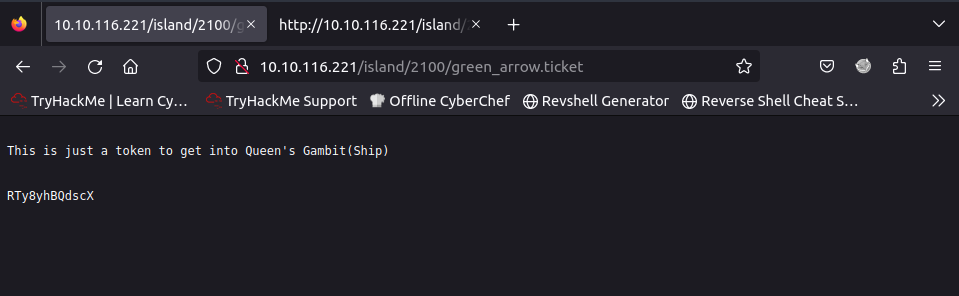 10.10.116.221/island/2100/g
http://10.10.116.221/island/
10.10.116.221/island/2100/green_arrow.ticket
TryHackMe | Learn Cy… TryHackMe Support Offline CyberChef Revshell Generator Reverse Shell Cheat S…
This is just a token to get into Queen's Gambit(Ship)
RTy8yhBQdscX